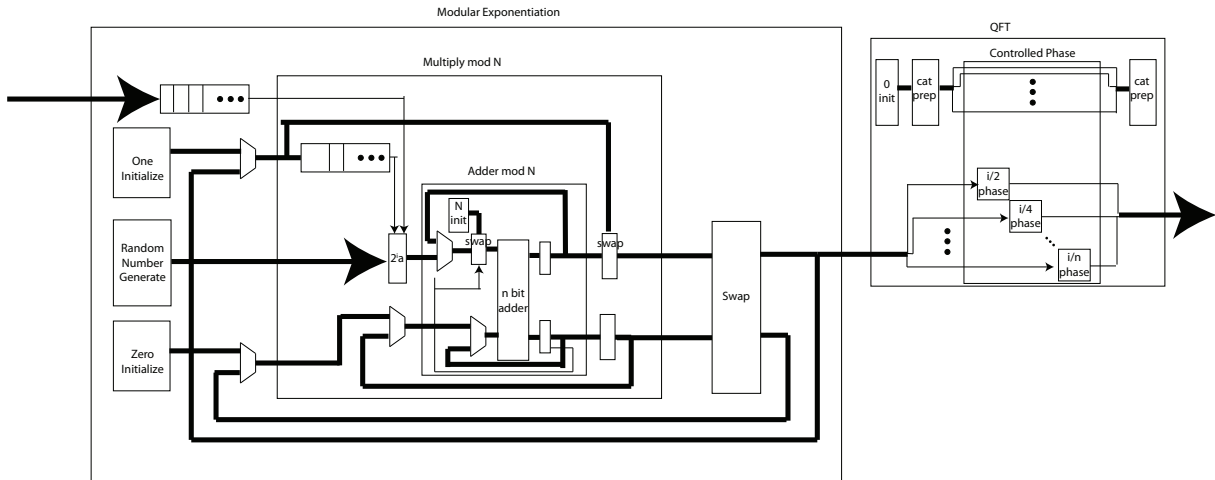 Modular Exponentiation
QFT
Multiply mod N
Controlled Phase
0
init
cat
prep
cat
prep
One
Initialize
Adder mod N
N
init
swap
swap
2ⁱa
Random
Number
Generate
n bit
adder
Swap
i/2
phase
i/4
phase
i/n
phase
Zero
Initialize